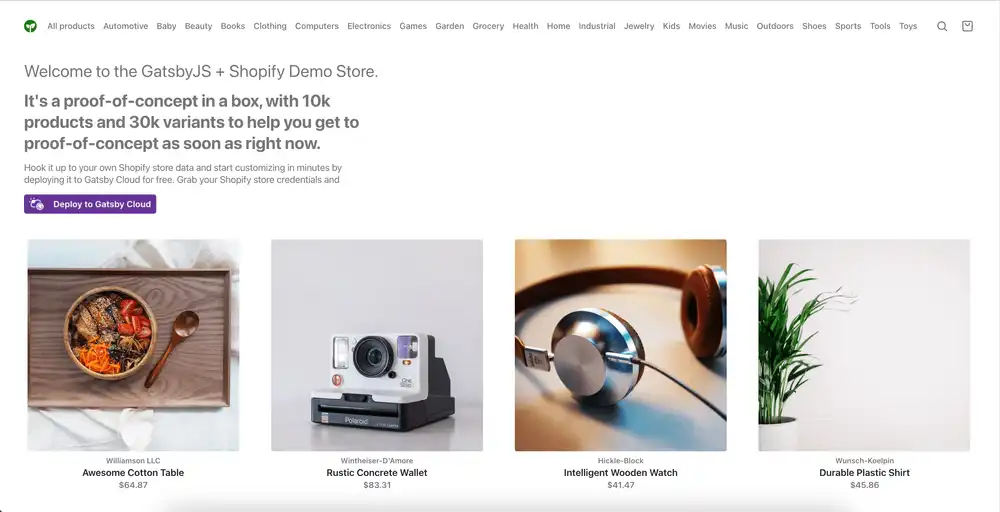 All products Automotive Baby Beauty Books Clothing Computers Electronics Games Garden Grocery Health Home Industrial Jewelry Kids Movies Music Outdoors Shoes Sports Tools Toys
Welcome to the GatsbyJS + Shopify Demo Store.
It's a proof-of-concept in a box, with 10k
products and 30k variants to help you get to
proof-of-concept as soon as right now.
Hook it up to your own Shopify store data and start customizing in minutes by
deploying it to Gatsby Cloud for free. Grab your Shopify store credentials and
Deploy to Gatsby Cloud
Polaroid
Williamson LLC
Awesome Cotton Table
$64.87
Wintheiser-D'Amore
Rustic Concrete Wallet
$83.31
Hickle-Block
Intelligent Wooden Watch
$41.47
Wunsch-Koelpin
Durable Plastic Shirt
$45.86